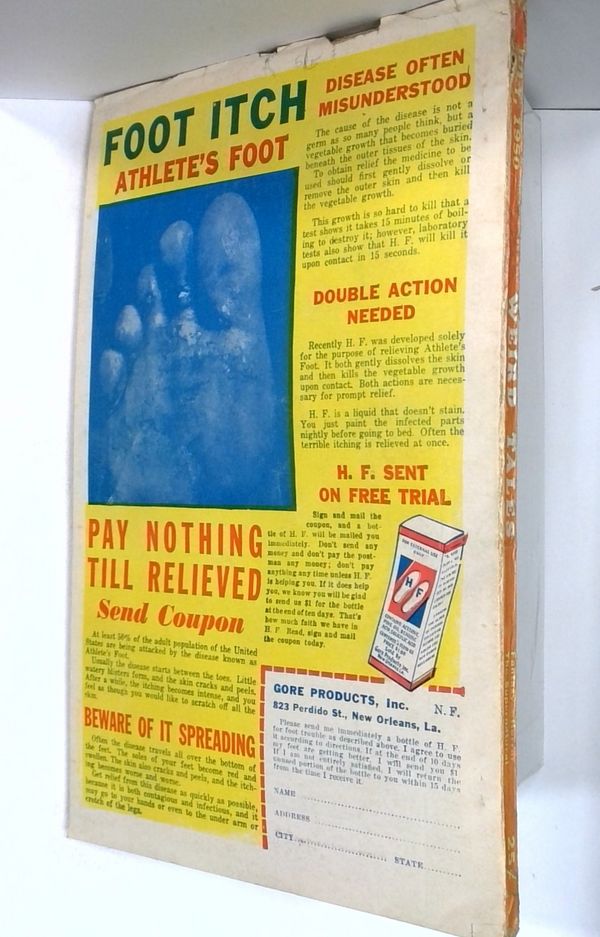 FOOT ITCH
ATHLETE'S FOOT
DISEASE OFTEN
MISUNDERSTOOD
The cause of the disease is not a
germ as so many people think, but a
vegetable growth that becomes buried
beneath the outer tissues of the skin.
To obtain relief the medicine to be
used should first gently dissolve or
remove the outer skin and then kill
the vegetable growth.
This growth is so hard to kill that a
test shows it takes 15 minutes of boil-
ing to destroy it; however, laboratory
tests also show that H. F. will kill it
upon contact in 15 seconds.
DOUBLE ACTION
NEEDED
Recently H. F. was developed solely
for the purpose of relieving Athlete's
Foot. It both gently dissolves the skin
and then kills the vegetable growth
upon contact. Both actions are neces-
sary for prompt relief.
H. F. is a liquid that doesn't stain.
You just paint the infected parts
nightly before going to bed. Often the
terrible itching is relieved at once.
H. F. SENT
ON FREE TRIAL
Sign and mail the
coupon, and a bot-
tle of H. F. will be mailed you
immediately. Don't send any
money and don't pay the post-
man any money; don't pay
anything any time unless H. F.
is helping you. If it does help
you, we know you will be glad
to send us $1 for the bottle
at the end of ten days. That's
how much faith we have in
H. F. Read, sign and mail
the coupon today.
PAY NOTHING
TILL RELIEVED
Send Coupon
At least 50% of the adult population of the United
States are being attacked by the disease known as
Athlete's Foot.
Usually the disease starts between the toes. Little
watery blisters form, and the skin cracks and peels.
After a while, the itching becomes intense, and you
feel as though you would like to scratch off all the
skin.
BEWARE OF IT SPREADING
Often the disease travels all over the bottom of
the feet. The soles of your feet become red and
swollen. The skin also cracks and peels, and the itch-
ing becomes worse and worse.
Get relief from this disease as quickly as possible,
because it is both contagious and infectious, and it
may go to your hands or even to the under arm or
crotch of the legs.
FOR EXTERNAL USE
ONLY
H F
GORE PRODUCTS, Inc. N. F.
823 Perdido St., New Orleans, La.
Please send me immediately a bottle of H. F.
for foot trouble as described above. I agree to use
it according to directions. If at the end of 10 days
my feet are getting better, I will send you $1.
If I am not entirely satisfied, I will return the
unused portion of the bottle to you within 15 days
from the time I receive it.
NAME
ADDRESS
CITY
STATE
1950
WEIRD TALES
25¢